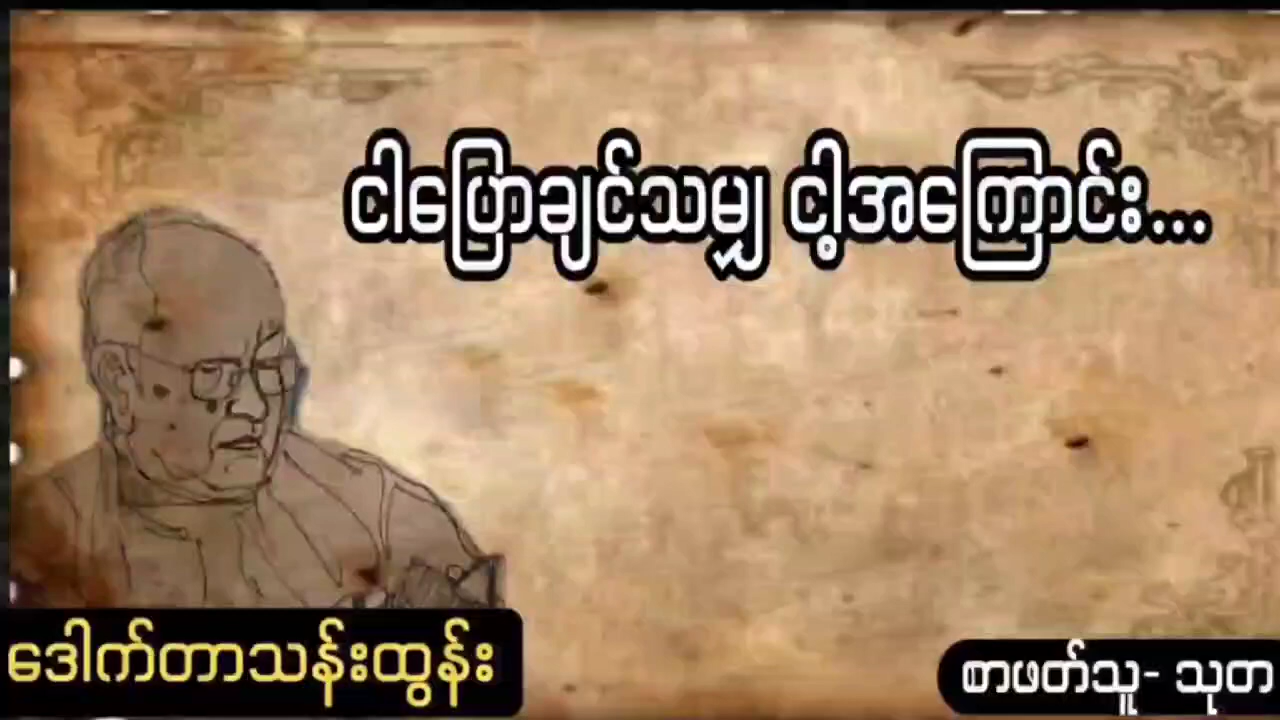 ငါပြောချင်သမျှ ငါ့အကြောင်း...
ဒေါက်တာသန်းထွန်း
စာဖတ်သူ- သုတ